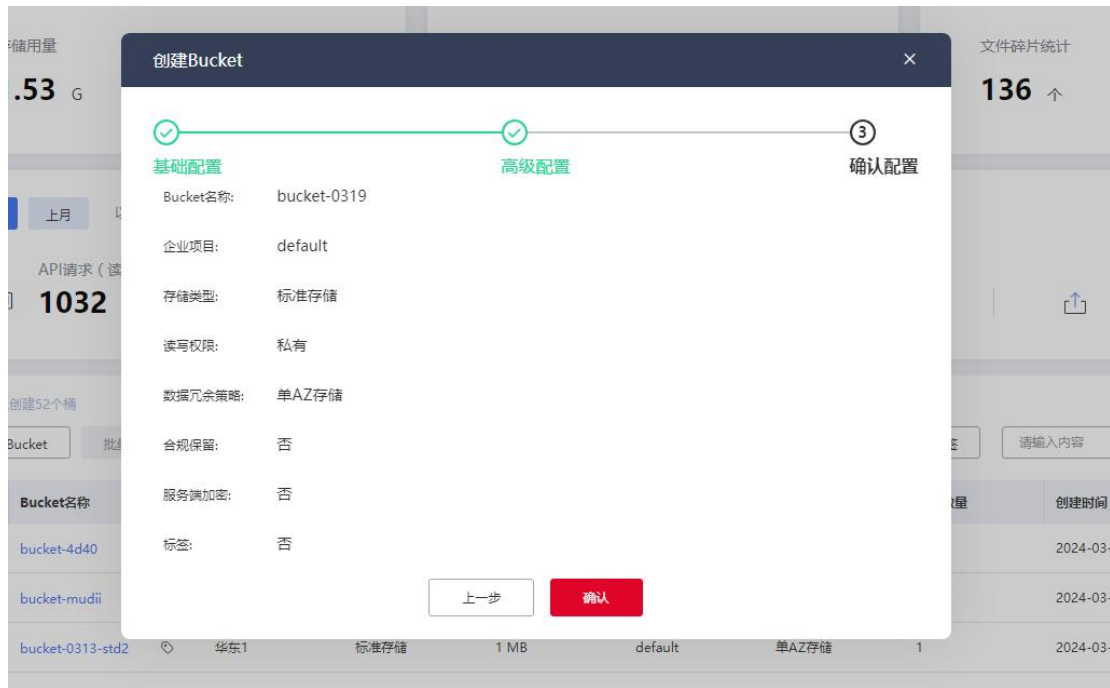 储用量
.53 G
文件碎片统计
136 个
创建Bucket
3
基础配置
高级配置
确认配置
Bucket名称: bucket-0319
企业项目: default
存储类型: 标准存储
读写权限: 私有
数据冗余策略: 单AZ存储
合规保留: 否
服务端加密: 否
标签: 否
上一步
确认
上月
API请求（读
1032
创建52个桶
Bucket
请输入内容
Bucket名称
量
创建时间
bucket-4d40
2024-03-
bucket-mudii
2024-03-
bucket-0313-std2 华东1 标准存储 1 MB default 单AZ存储 1 2024-03-